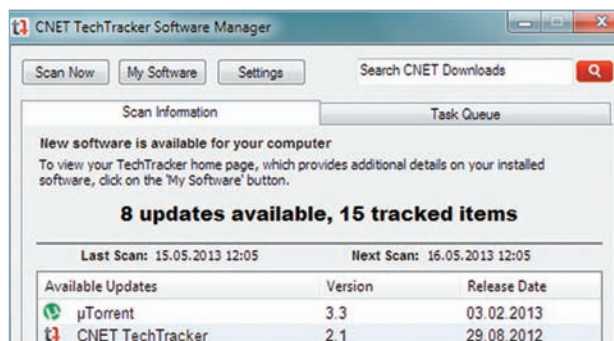 CNET TechTracker Software Manager
Scan Now My Software Settings Search CNET Downloads
Scan Information Task Queue
New software is available for your computer
To view your TechTracker home page, which provides additional details on your installed
software, click on the 'My Software' button.
8 updates available, 15 tracked items
Last Scan: 15.05.2013 12:05 Next Scan: 16.05.2013 12:05
Available Updates Version Release Date
µTorrent 3.3 03.02.2013
CNET TechTracker 2.1 29.08.2012